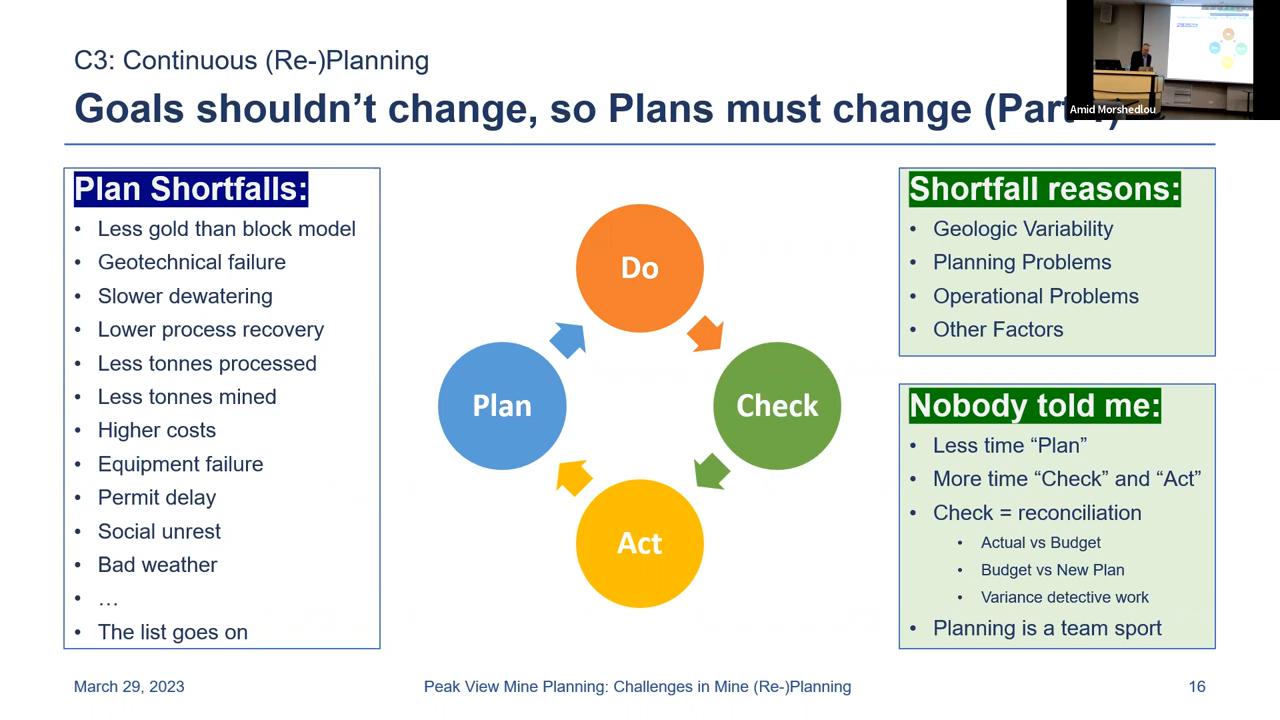 C3: Continuous (Re-)Planning
Goals shouldn't change, so Plans must change (Part
Amid Morshedlou
Plan Shortfalls:
• Less gold than block model
• Geotechnical failure
• Slower dewatering
• Lower process recovery
• Less tonnes processed
• Less tonnes mined
• Higher costs
• Equipment failure
• Permit delay
• Social unrest
• Bad weather
• …
• The list goes on
Do
Plan
Check
Act
Shortfall reasons:
• Geologic Variability
• Planning Problems
• Operational Problems
• Other Factors
Nobody told me:
• Less time “Plan”
• More time “Check” and “Act”
• Check = reconciliation
• Actual vs Budget
• Budget vs New Plan
• Variance detective work
• Planning is a team sport
March 29, 2023
Peak View Mine Planning: Challenges in Mine (Re-)Planning
16